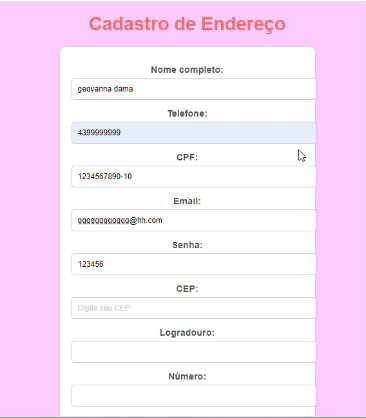 Cadastro de Endereço
Nome completo:
geovanna dama
Telefone:
4399999999
CPF:
1234567890-10
Email:
gggggggggggg@hh.com
Senha:
123456
CEP:
Digite seu CEP
Logradouro:
Número: